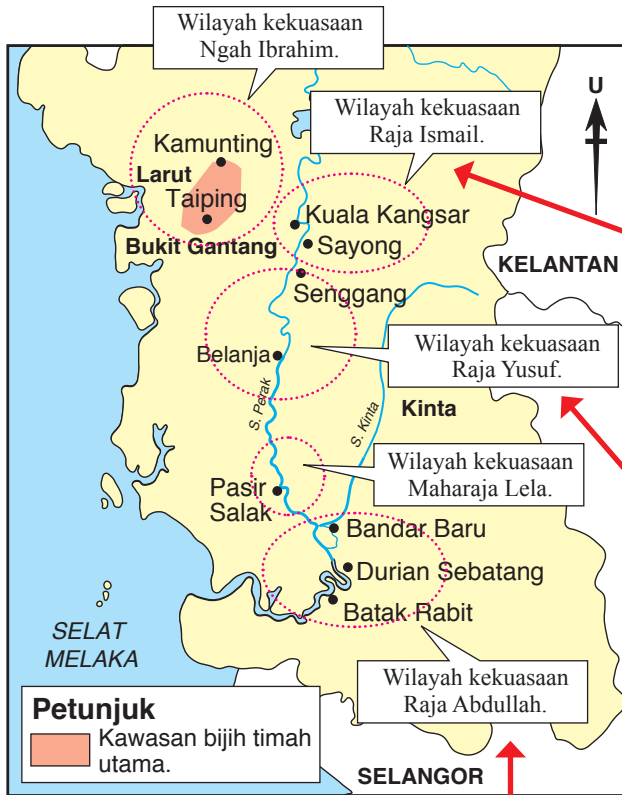 Wilayah kekuasaan
Ngah Ibrahim.
Wilayah kekuasaan
Raja Ismail.
U
Kamunting
Larut
Taiping
Bukit Gantang
Kuala Kangsar
Sayong
KELANTAN
Senggang
Belanja
Wilayah kekuasaan
Raja Yusuf.
S. Perak
S. Kinta
Kinta
Wilayah kekuasaan
Maharaja Lela.
Pasir
Salak
Bandar Baru
Durian Sebatang
Batak Rabit
SELAT
MELAKA
Wilayah kekuasaan
Raja Abdullah.
Petunjuk
Kawasan bijih timah
utama.
SELANGOR